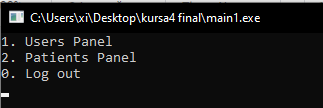 C:\Users\xi\Desktop\kursa4 final\main1.exe
1. Users Panel
2. Patients Panel
0. Log out